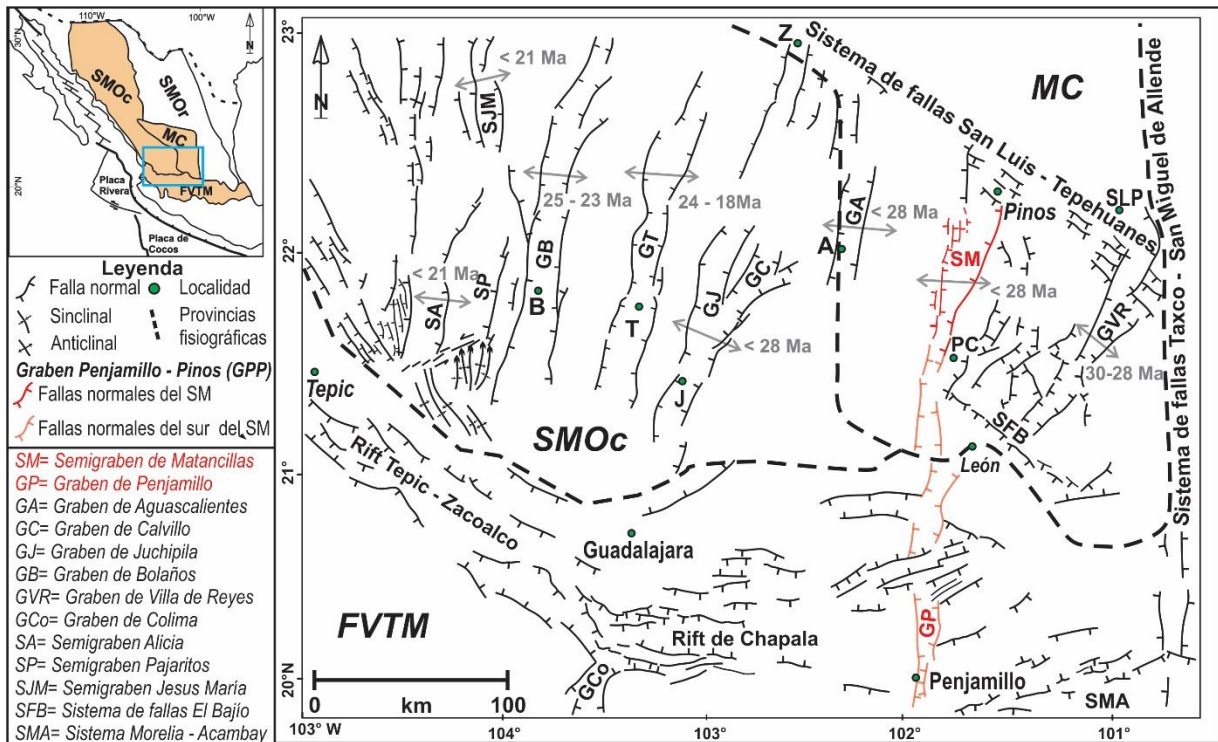 110°W
100°W
30°N
20°N
N
SMOc
SMOr
MC
FVTM
Placa
Rivera
Placa de
Cocos
Leyenda
Falla normal
Localidad
Sinclinal
Provincias
fisiográficas
Anticlinal
Graben Penjamillo - Pinos (GPP)
Fallas normales del SM
Fallas normales del sur del SM
SM= Semigraben de Matancillas
GP= Graben de Penjamillo
GA= Graben de Aguascalientes
GC= Graben de Calvillo
GJ= Graben de Juchipila
GB= Graben de Bolaños
GVR= Graben de Villa de Reyes
GCo= Graben de Colima
SA= Semigraben Alicia
SP= Semigraben Pajaritos
SJM= Semigraben Jesus María
SFB= Sistema de fallas El Bajío
SMA= Sistema Morelia - Acambay
23°
22°
21°
20°N
N
Z
Sistema de fallas San Luis - Tepehuanes
MC
Sistema de fallas Taxco - San Miguel de Allende
< 21 Ma
SJM
25 - 23 Ma
24 - 18Ma
GA
< 28 Ma
Pinos
SLP
GB
GT
A
SM
< 21 Ma
SP
GC
SA
B
T
GJ
< 28 Ma
GVR
< 28 Ma
PC
30-28 Ma
Tepic
J
SFB
SMOc
León
Rift Tepic - Zacoalco
Guadalajara
FVTM
Rift de Chapala
GP
GCo
Penjamillo
SMA
0
100
km
103° W
104°
103°
102°
101°